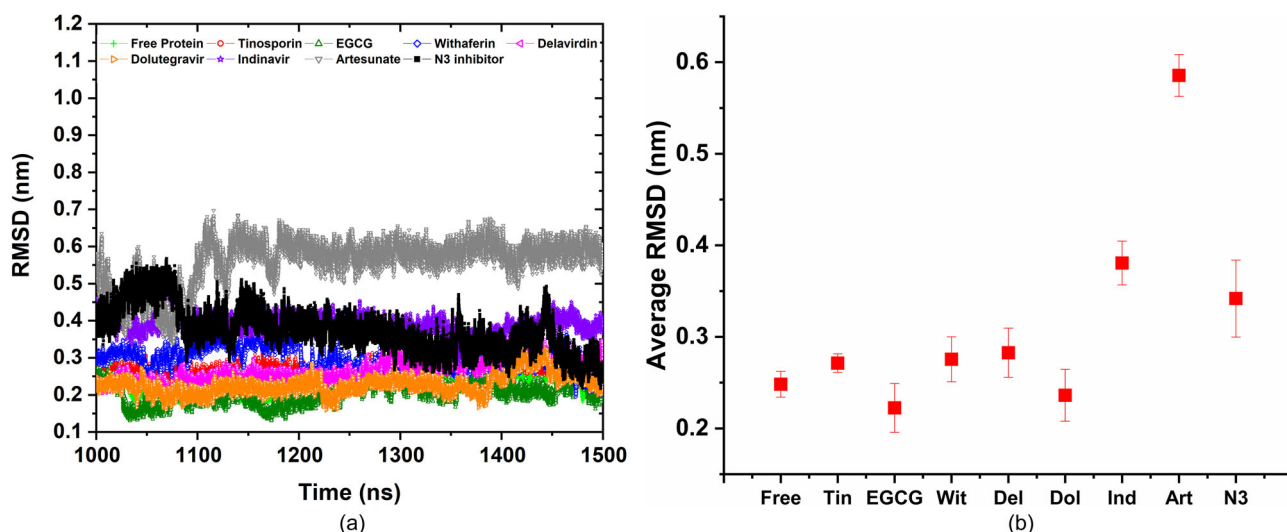 1.2
1.1
1.0
0.9
0.8
0.7
0.6
0.5
0.4
0.3
0.2
0.1
RMSD (nm)
Free Protein Tinosporin EGCG Withaferin Delavirdin
Dolutegravir Indinavir Artesunate N3 inhibitor
1000 1100 1200 1300 1400 1500
Time (ns)
(a)
0.6
0.5
0.4
0.3
0.2
Average RMSD (nm)
Free Tin EGCG Wit Del Dol Ind Art N3
(b)